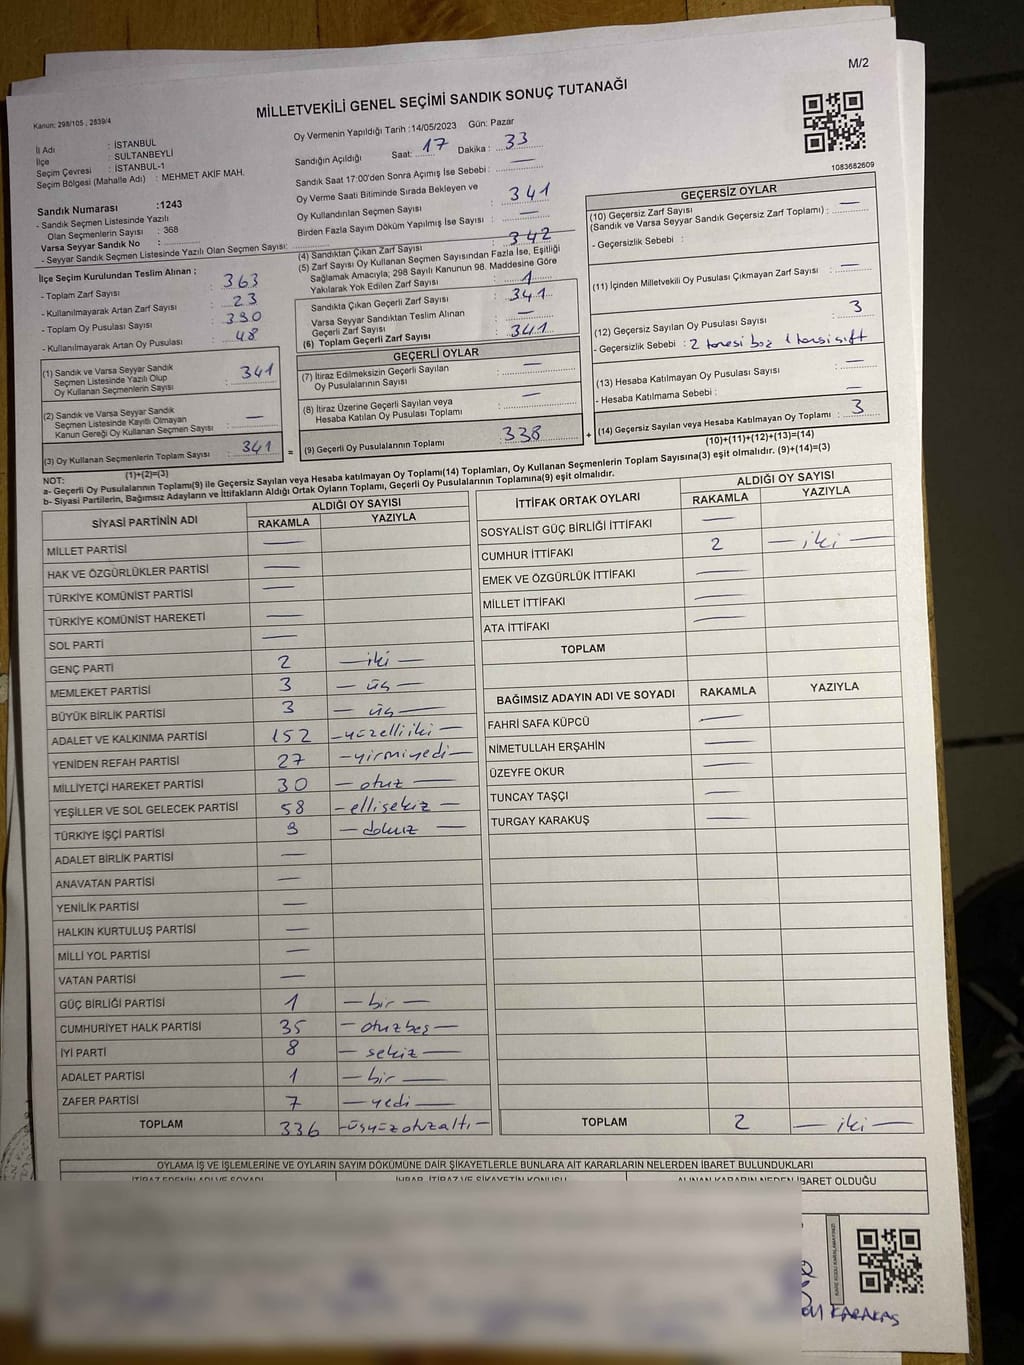 M/2
MİLLETVEKİLİ GENEL SEÇİMİ SANDIK SONUÇ TUTANAĞI
Kanun: 298/105 , 2839/4
İl Adı : İSTANBUL
İlçe : SULTANBEYLİ
Seçim Çevresi : İSTANBUL-1
Seçim Bölgesi (Mahalle Adı) : MEHMET AKİF MAH.
Sandık Numarası :1243
- Sandık Seçmen Listesinde Yazılı
Olan Seçmenlerin Sayısı : 368
Varsa Seyyar Sandık No :
- Seyyar Sandık Seçmen Listesinde Yazılı Olan Seçmen Sayısı:
Oy Vermenin Yapıldığı Tarih :14/05/2023 Gün: Pazar
Sandığın Açıldığı Saat: 17 Dakika : 33
Sandık Saat 17:00'den Sonra Açımış İse Sebebi : —
Oy Verme Saati Bitiminde Sırada Bekleyen ve
Oy Kullandırılan Seçmen Sayısı : 341
Birden Fazla Sayım Döküm Yapılmış İse Sayısı : —
1083682609
İlçe Seçim Kurulundan Teslim Alınan ;
- Toplam Zarf Sayısı : 363
- Kullanılmayarak Artan Zarf Sayısı : 23
- Toplam Oy Pusulası Sayısı : 390
- Kullanılmayarak Artan Oy Pusulası : 48
(1) Sandık ve Varsa Seyyar Sandık
Seçmen Listesinde Yazılı Olup
Oy Kullanan Seçmenlerin Sayısı : 341
(2) Sandık ve Varsa Seyyar Sandık
Seçmen Listesinde Kayıtlı Olmayan
Kanun Gereği Oy Kullanan Seçmen Sayısı : —
(3) Oy Kullanan Seçmenlerin Toplam Sayısı : 341
(1)+(2)=(3)
(4) Sandıktan Çıkan Zarf Sayısı : 342
(5) Zarf Sayısı Oy Kullanan Seçmen Sayısından Fazla İse, Eşitliği
Sağlamak Amacıyla; 298 Sayılı Kanunun 98. Maddesine Göre
Yakılarak Yok Edilen Zarf Sayısı : 1
Sandıkta Çıkan Geçerli Zarf Sayısı : 341
Varsa Seyyar Sandıktan Teslim Alınan
Geçerli Zarf Sayısı : —
(6) Toplam Geçerli Zarf Sayısı : 341
GEÇERLİ OYLAR
(7) İtiraz Edilmeksizin Geçerli Sayılan
Oy Pusulalarının Sayısı : —
(8) İtiraz Üzerine Geçerli Sayılan veya
Hesaba Katılan Oy Pusulası Toplamı : —
= (9) Geçerli Oy Pusulalarının Toplamı : 338 +
GEÇERSİZ OYLAR
(10) Geçersiz Zarf Sayısı
(Sandık ve Varsa Seyyar Sandık Geçersiz Zarf Toplamı) : —
- Geçersizlik Sebebi :
(11) İçinden Milletvekili Oy Pusulası Çıkmayan Zarf Sayısı : —
(12) Geçersiz Sayılan Oy Pusulası Sayısı : 3
- Geçersizlik Sebebi : 2 tanesi boş 1 tanesi çift
(13) Hesaba Katılmayan Oy Pusulası Sayısı : —
- Hesaba Katılmama Sebebi : —
(14) Geçersiz Sayılan veya Hesaba Katılmayan Oy Toplamı : 3
(10)+(11)+(12)+(13)=(14)
NOT:
a- Geçerli Oy Pusulalarının Toplamı(9) ile Geçersiz Sayılan veya Hesaba katılmayan Oy Toplamı(14) Toplamları, Oy Kullanan Seçmenlerin Toplam Sayısına(3) eşit olmalıdır. (9)+(14)=(3)
b- Siyasi Partilerin, Bağımsız Adayların ve İttifakların Aldığı Ortak Oyların Toplamı, Geçerli Oy Pusulalarının Toplamına(9) eşit olmalıdır.
SİYASİ PARTİNİN ADI ALDIĞI OY SAYISI
RAKAMLA YAZIYLA
MİLLET PARTİSİ —
HAK VE ÖZGÜRLÜKLER PARTİSİ —
TÜRKİYE KOMÜNİST PARTİSİ —
TÜRKİYE KOMÜNİST HAREKETİ —
SOL PARTİ —
GENÇ PARTİ 2 — iki —
MEMLEKET PARTİSİ 3 — üç —
BÜYÜK BİRLİK PARTİSİ 3 — üç —
ADALET VE KALKINMA PARTİSİ 152 — yüzelliiki —
YENİDEN REFAH PARTİSİ 27 — yirmiyedi —
MİLLİYETÇİ HAREKET PARTİSİ 30 — otuz —
YEŞİLLER VE SOL GELECEK PARTİSİ 58 — ellisekiz —
TÜRKİYE İŞÇİ PARTİSİ 9 — dokuz —
ADALET BİRLİK PARTİSİ —
ANAVATAN PARTİSİ —
YENİLİK PARTİSİ —
HALKIN KURTULUŞ PARTİSİ —
MİLLİ YOL PARTİSİ —
VATAN PARTİSİ —
GÜÇ BİRLİĞİ PARTİSİ 1 — bir —
CUMHURİYET HALK PARTİSİ 35 — otuzbeş —
İYİ PARTİ 8 — sekiz —
ADALET PARTİSİ 1 — bir —
ZAFER PARTİSİ 7 — yedi —
TOPLAM 336 — üçyüzotuzaltı —
İTTİFAK ORTAK OYLARI ALDIĞI OY SAYISI
RAKAMLA YAZIYLA
SOSYALİST GÜÇ BİRLİĞİ İTTİFAKI —
CUMHUR İTTİFAKI 2 — iki —
EMEK VE ÖZGÜRLÜK İTTİFAKI —
MİLLET İTTİFAKI —
ATA İTTİFAKI —
TOPLAM
BAĞIMSIZ ADAYIN ADI VE SOYADI RAKAMLA YAZIYLA
FAHRİ SAFA KÜPCÜ —
NİMETULLAH ERŞAHİN —
ÜZEYFE OKUR —
TUNCAY TAŞÇI —
TURGAY KARAKUŞ —
TOPLAM 2 — iki —
OYLAMA İŞ VE İŞLEMLERİNE VE OYLARIN SAYIM DÖKÜMÜNE DAİR ŞİKAYETLERLE BUNLARA AİT KARARLARIN NELERDEN İBARET BULUNDUKLARI
İTİRAZ EDENİN ADI VE SOYADI İHBAR, İTİRAZ VE ŞİKAYETİN KONUSU ALINAN KARARIN NEDEN İBARET OLDUĞU
KARAKAŞ